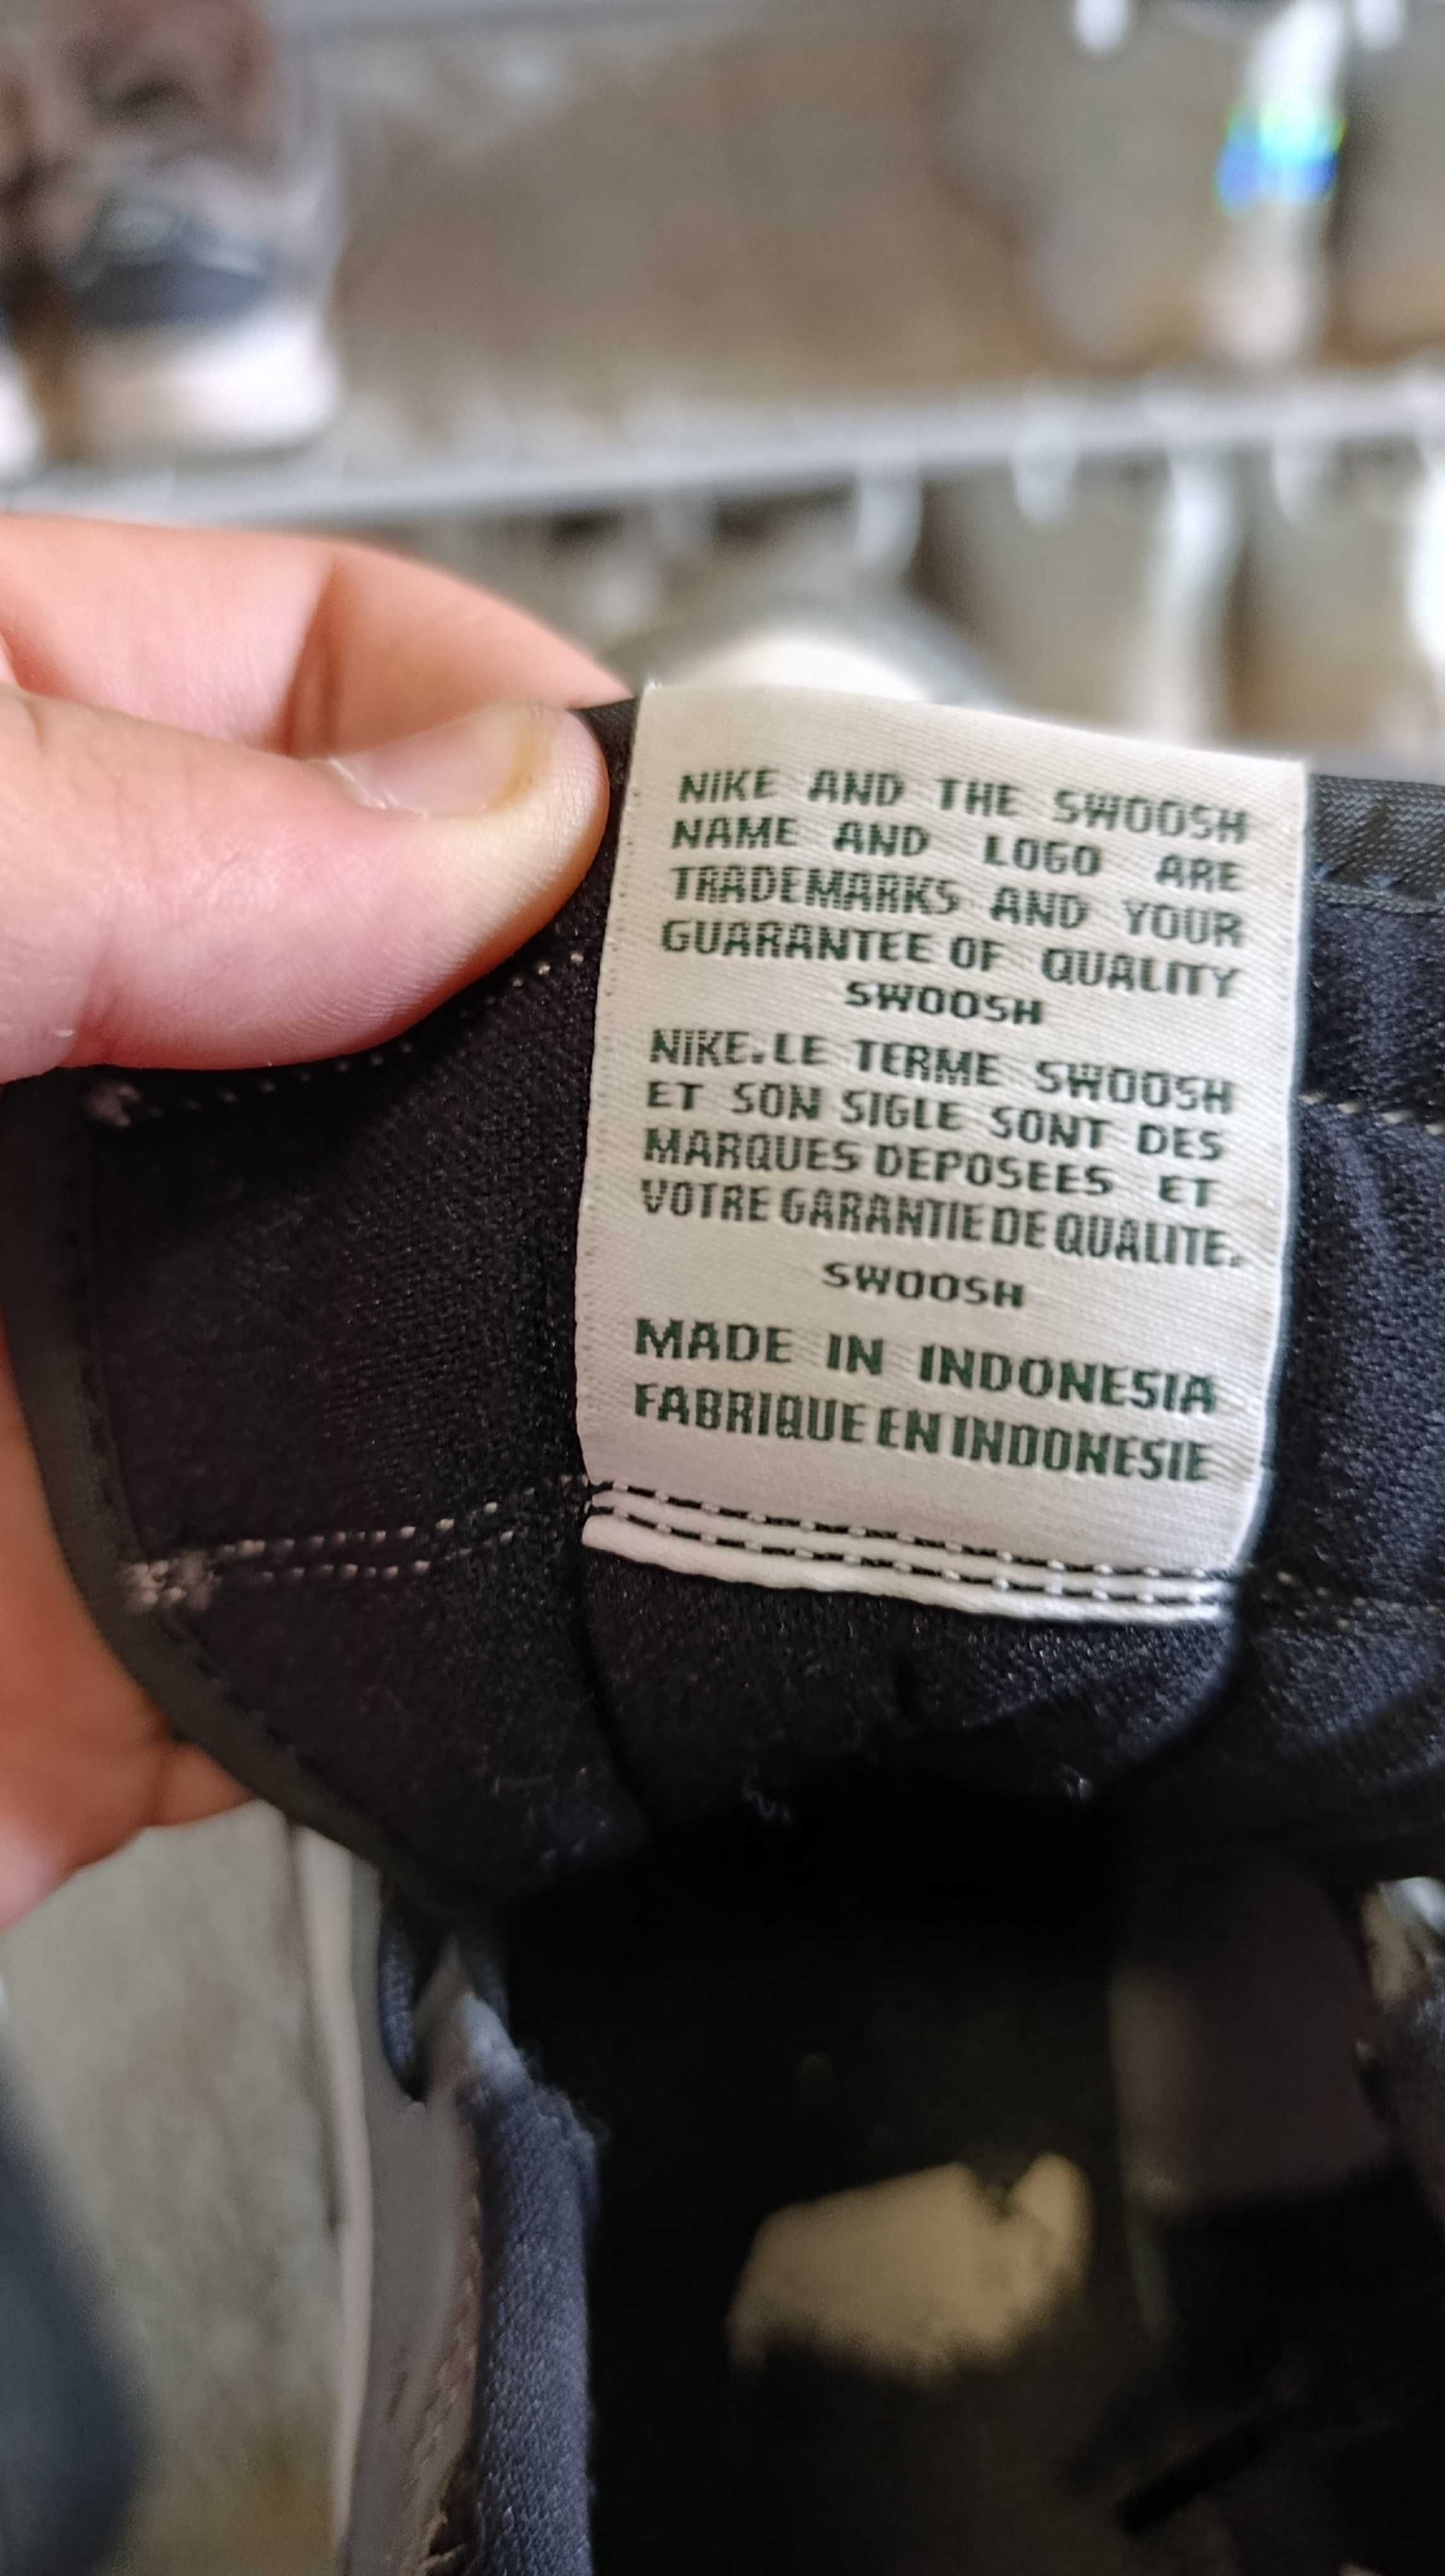 NIKE AND THE SWOOSH
NAME AND LOGO ARE
TRADEMARKS AND YOUR
GUARANTEE OF QUALITY
SWOOSH
NIKE.LE TERME SWOOSH
ET SON SIGLE SONT DES
MARQUES DEPOSEES ET
VOTRE GARANTIE DE QUALITE.
SWOOSH
MADE IN INDONESIA
FABRIQUE EN INDONESIE